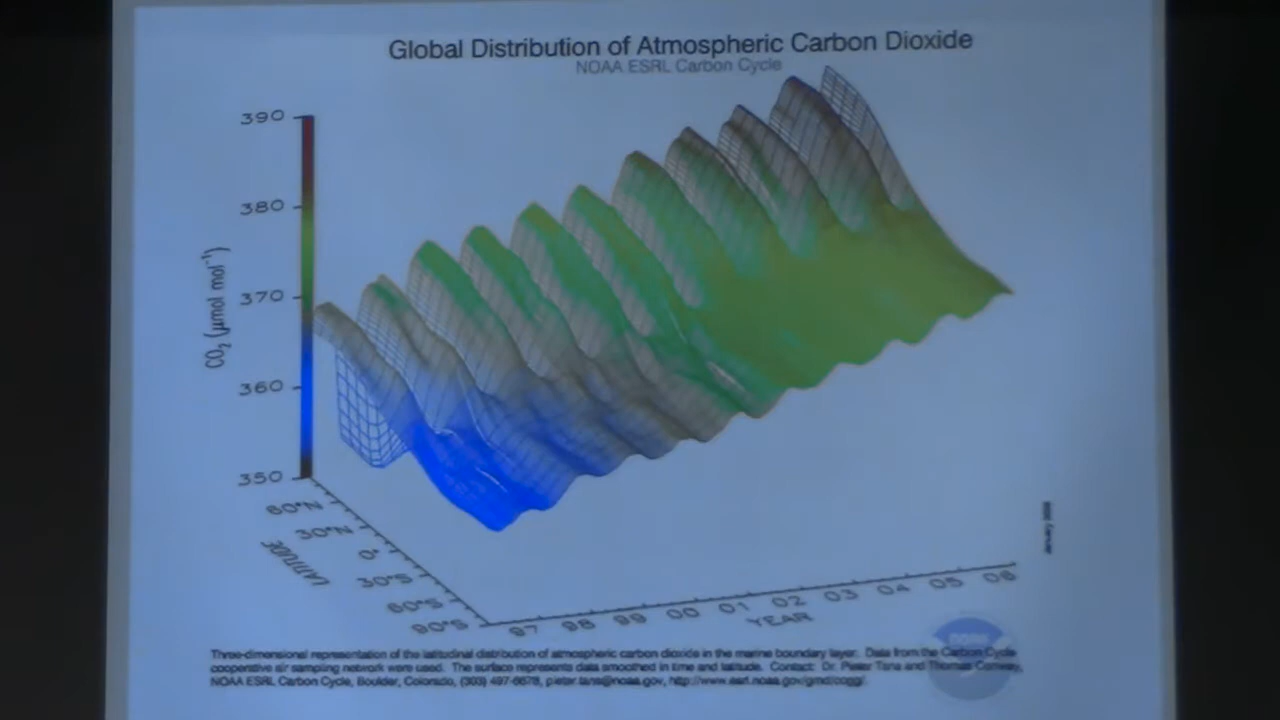 Global Distribution of Atmospheric Carbon Dioxide
NOAA ESRL Carbon Cycle
390
380
370
360
350
CO₂ (µmol mol⁻¹)
60°N
30°N
0°
30°S
60°S
90°S
LATITUDE
97 98 99 00 01 02 03 04 05 06
YEAR
January
Three-dimensional representation of the latitudinal distribution of atmospheric carbon dioxide in the marine boundary layer. Data from the Carbon Cycle
cooperative air sampling network were used. The surface represents data smoothed in time and latitude. Contact: Dr. Pieter Tans and Thomas Conway,
NOAA ESRL Carbon Cycle, Boulder, Colorado, (303) 497-6678, pieter.tans@noaa.gov, http://www.esrl.noaa.gov/gmd/ccgg/